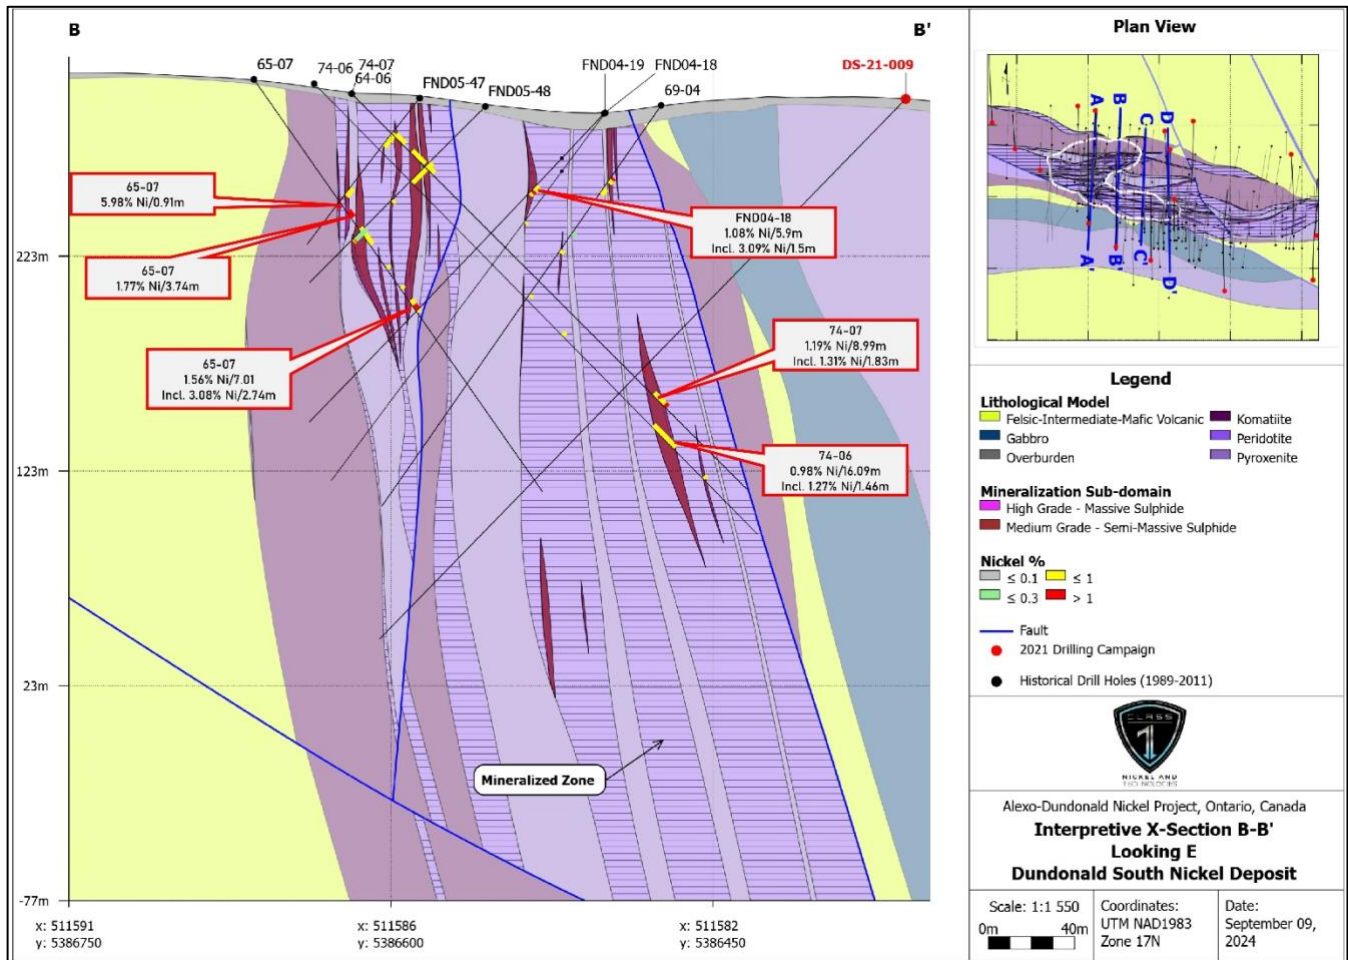 B
B'
65-07
74-06
74-07
64-06
FND05-47
FND05-48
FND04-19
FND04-18
69-04
DS-21-009
65-07
5.98% Ni/0.91m
65-07
1.77% Ni/3.74m
65-07
1.56% Ni/7.01
Incl. 3.08% Ni/2.74m
FND04-18
1.08% Ni/5.9m
Incl. 3.09% Ni/1.5m
74-07
1.19% Ni/8.99m
Incl. 1.31% Ni/1.83m
74-06
0.98% Ni/16.09m
Incl. 1.27% Ni/1.46m
Mineralized Zone
223m
123m
23m
-77m
x: 511591
y: 5386750
x: 511586
y: 5386600
x: 511582
y: 5386450
Plan View
A
B
C
D
A'
B'
C'
D'
Legend
Lithological Model
Felsic-Intermediate-Mafic Volcanic
Komatiite
Gabbro
Peridotite
Overburden
Pyroxenite
Mineralization Sub-domain
High Grade - Massive Sulphide
Medium Grade - Semi-Massive Sulphide
Nickel %
≤ 0.1
≤ 1
≤ 0.3
> 1
Fault
2021 Drilling Campaign
Historical Drill Holes (1989-2011)
CLASS
1
NICKEL AND
TECHNOLOGIES
Alexo-Dundonald Nickel Project, Ontario, Canada
Interpretive X-Section B-B'
Looking E
Dundonald South Nickel Deposit
Scale: 1:1 550
0m 40m
Coordinates:
UTM NAD1983
Zone 17N
Date:
September 09,
2024